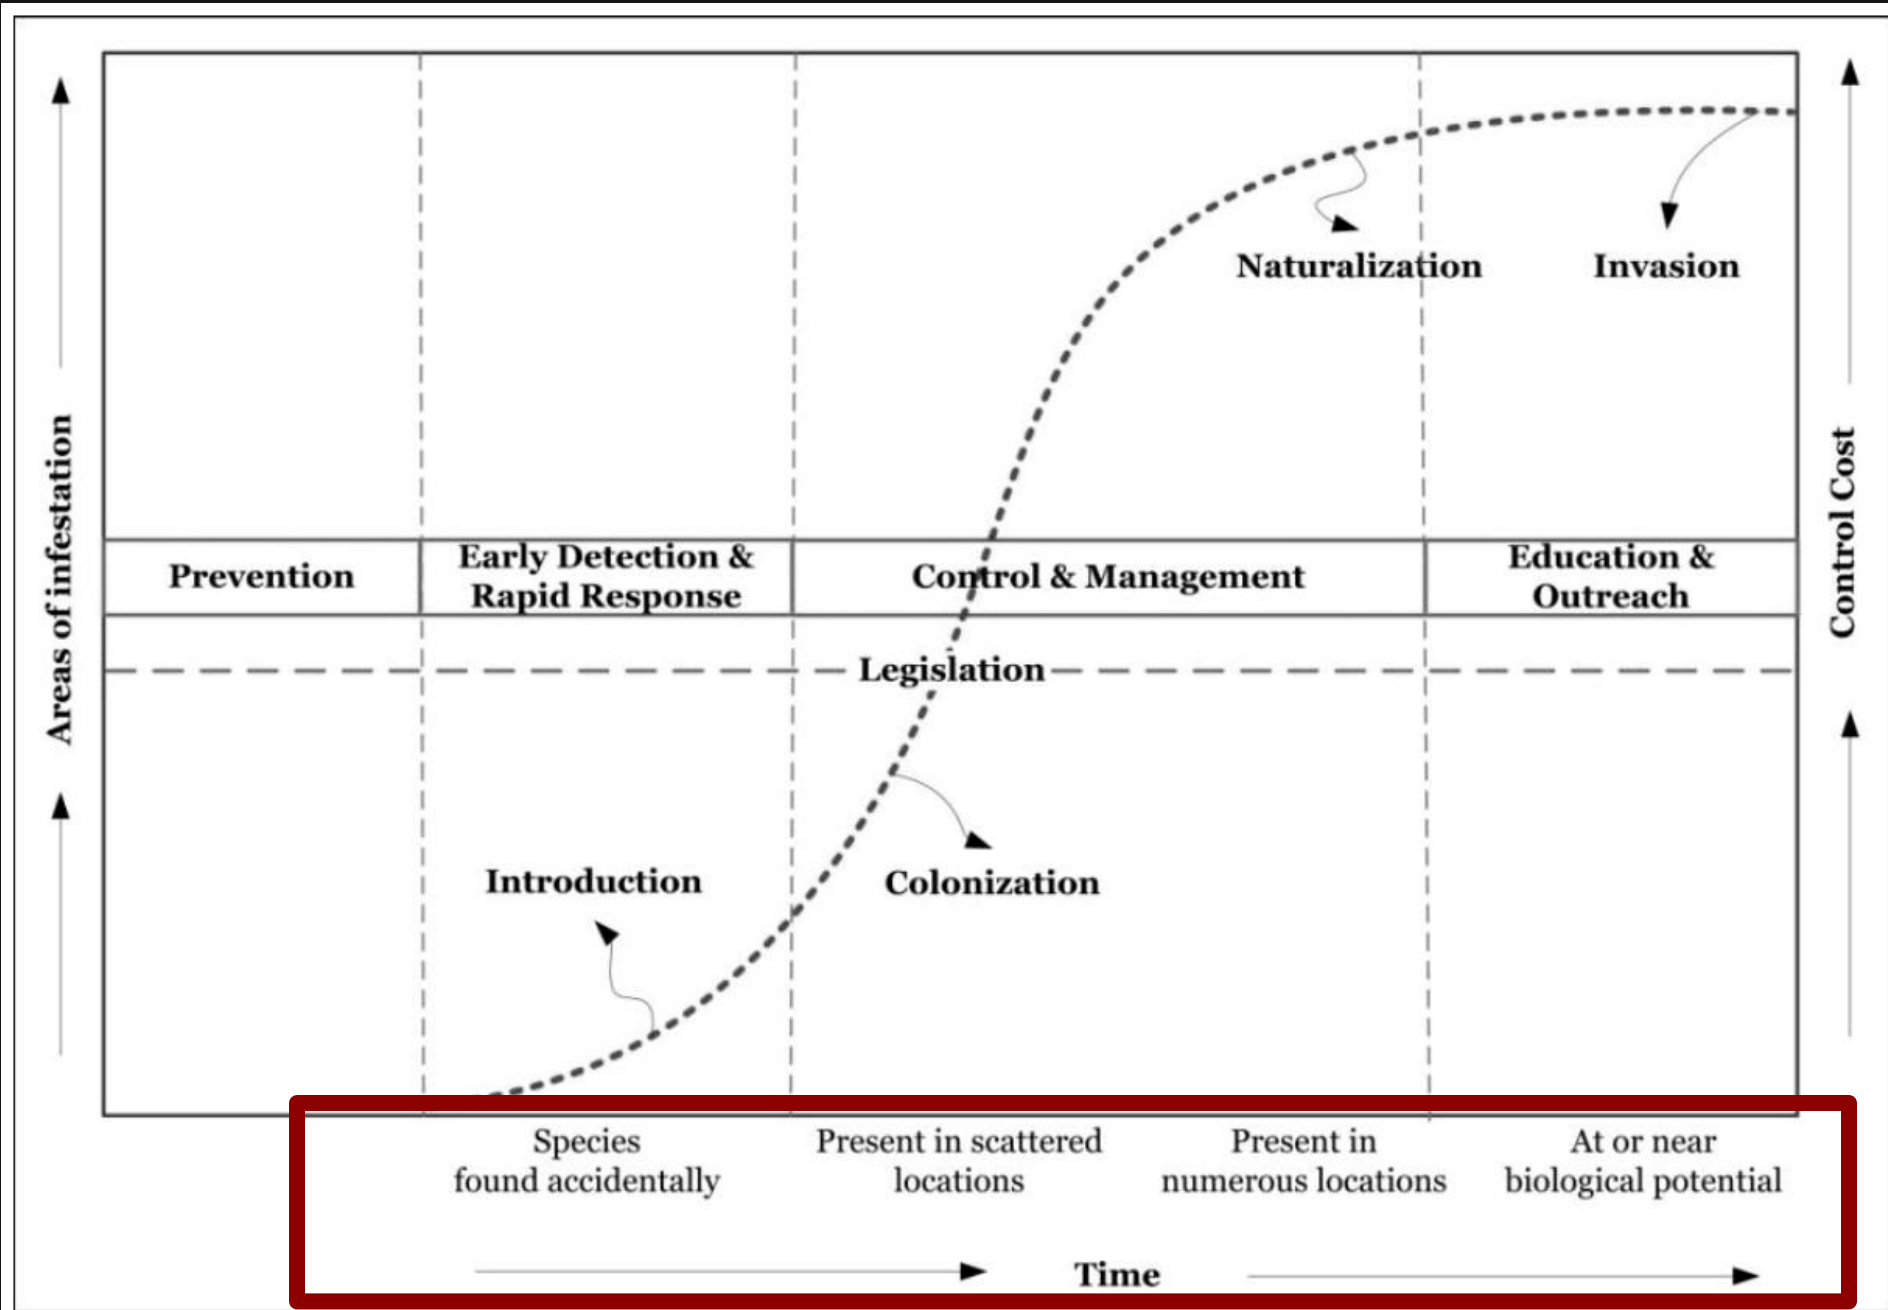 Areas of infestation
Control Cost
Naturalization
Invasion
Prevention
Early Detection &
Rapid Response
Control & Management
Education &
Outreach
Legislation
Introduction
Colonization
Species
found accidentally
Present in scattered
locations
Present in
numerous locations
At or near
biological potential
Time